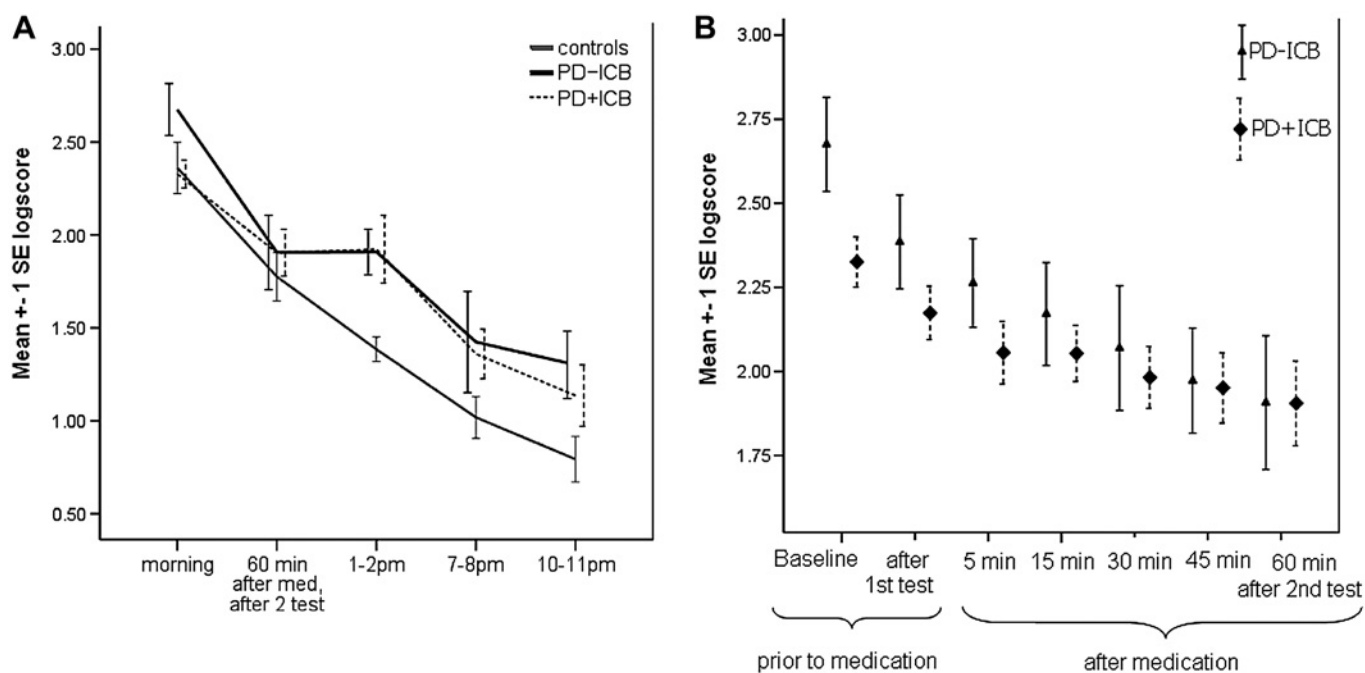 A
Mean +- 1 SE logscore
3.00
2.50
2.00
1.50
1.00
0.50
controls
PD-ICB
PD+ICB
morning
60 min
after med,
after 2 test
1-2pm
7-8pm
10-11pm
B
Mean +- 1 SE logscore
3.00
2.75
2.50
2.25
2.00
1.75
PD-ICB
PD+ICB
Baseline
after
1st test
5 min
15 min
30 min
45 min
60 min
after 2nd test
prior to medication
after medication